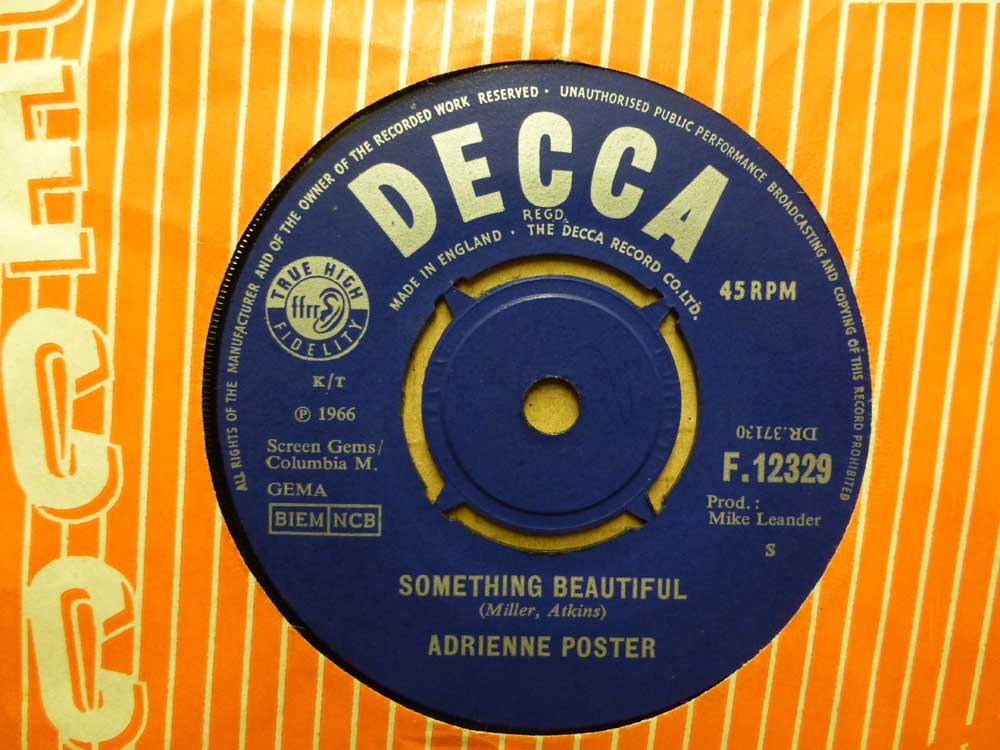 ALL RIGHTS OF THE MANUFACTURER AND OF THE OWNER OF THE RECORDED WORK RESERVED · UNAUTHORISED PUBLIC PERFORMANCE BROADCASTING AND COPYING OF THIS RECORD PROHIBITED
DECCA
REGD.
MADE IN ENGLAND · THE DECCA RECORD CO. LTD.
TRUE HIGH
ffrr
FIDELITY
45 RPM
K/T
℗ 1966
Screen Gems/
Columbia M.
GEMA
BIEM NCB
DR.37130
F.12329
Prod.:
Mike Leander
S
SOMETHING BEAUTIFUL
(Miller, Atkins)
ADRIENNE POSTER